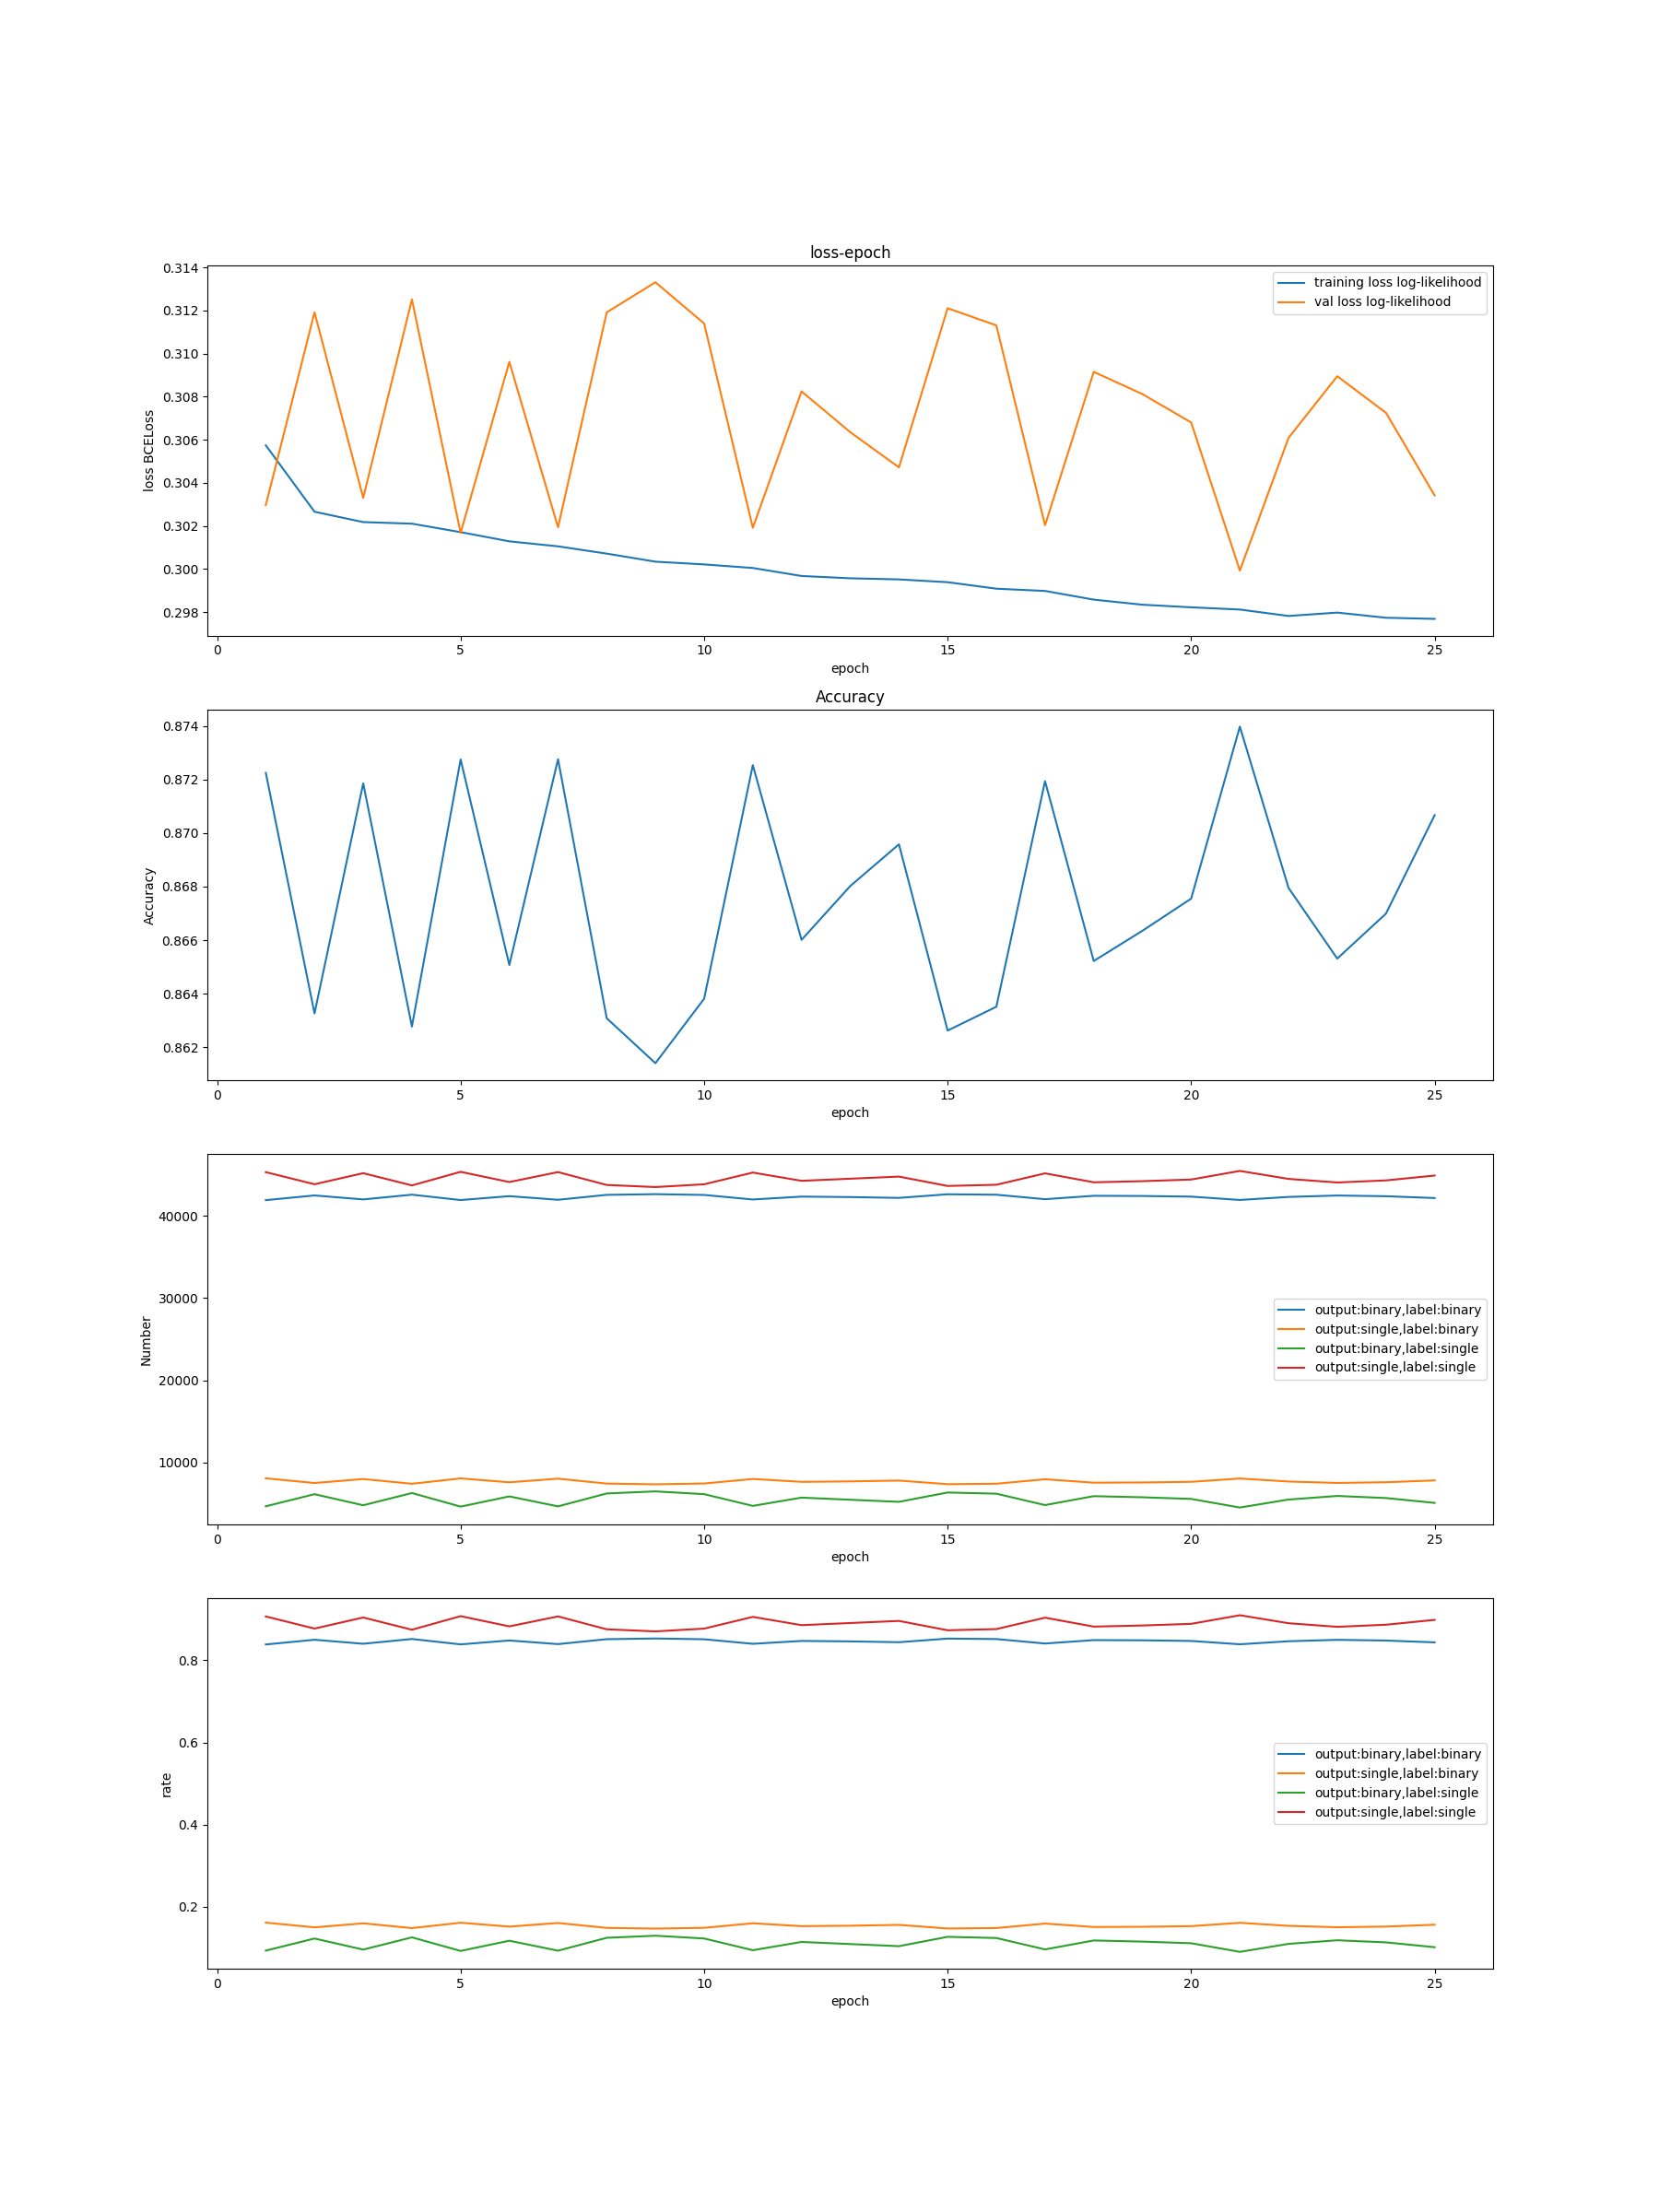 loss-epoch
0.314
0.312
0.310
0.308
0.306
0.304
0.302
0.300
0.298
loss BCELoss
training loss log-likelihood
val loss log-likelihood
0 5 10 15 20 25
epoch
Accuracy
0.874
0.872
0.870
0.868
0.866
0.864
0.862
Accuracy
0 5 10 15 20 25
epoch
40000
30000
20000
10000
Number
output:binary,label:binary
output:single,label:binary
output:binary,label:single
output:single,label:single
0 5 10 15 20 25
epoch
0.8
0.6
0.4
0.2
rate
output:binary,label:binary
output:single,label:binary
output:binary,label:single
output:single,label:single
0 5 10 15 20 25
epoch